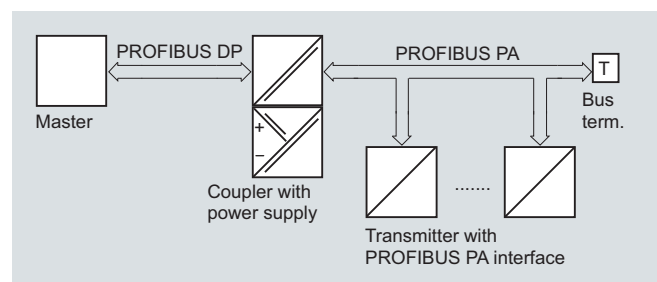 PROFIBUS DP
PROFIBUS PA
T
Master
Bus
term.
+
–
Coupler with
power supply
.......
Transmitter with
PROFIBUS PA interface